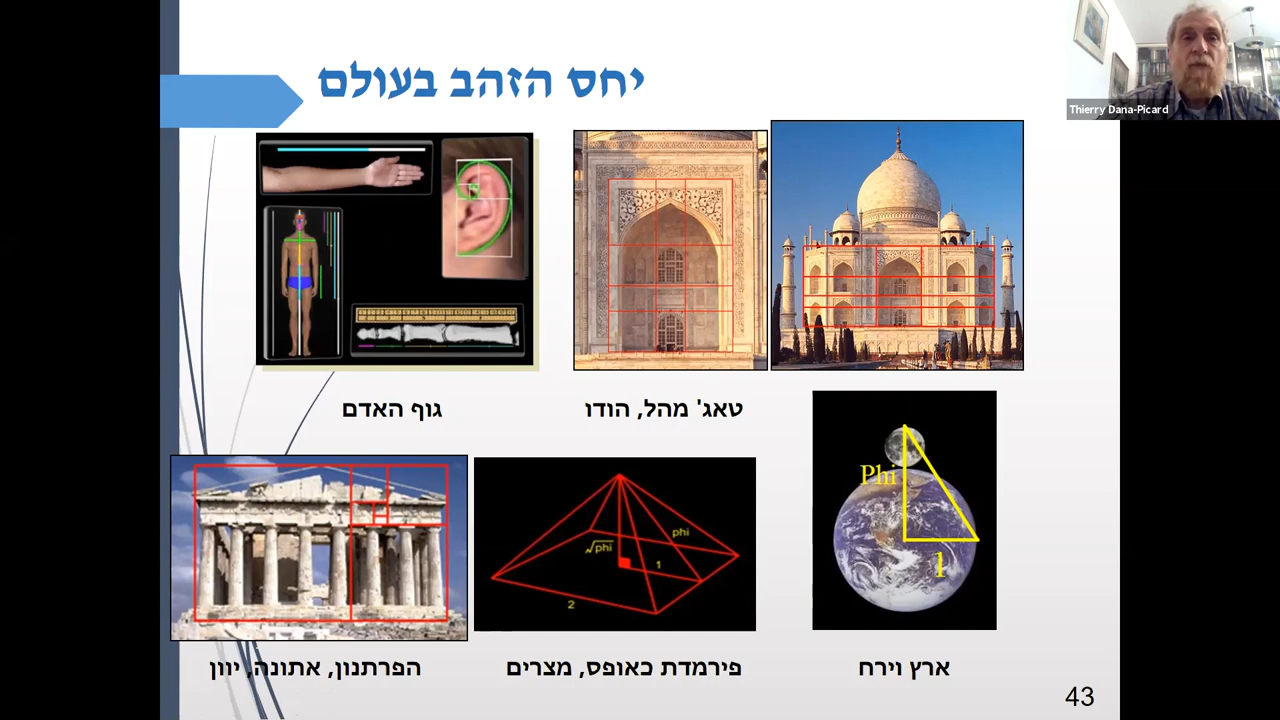 יחס הזהב בעולם
Thierry Dana-Picard
גוף האדם
טאג' מהל, הודו
Phi
1
phi
√phi
1
2
הפרתנון, אתונה, יוון
פירמדת כאופס, מצרים
ארץ וירח
43